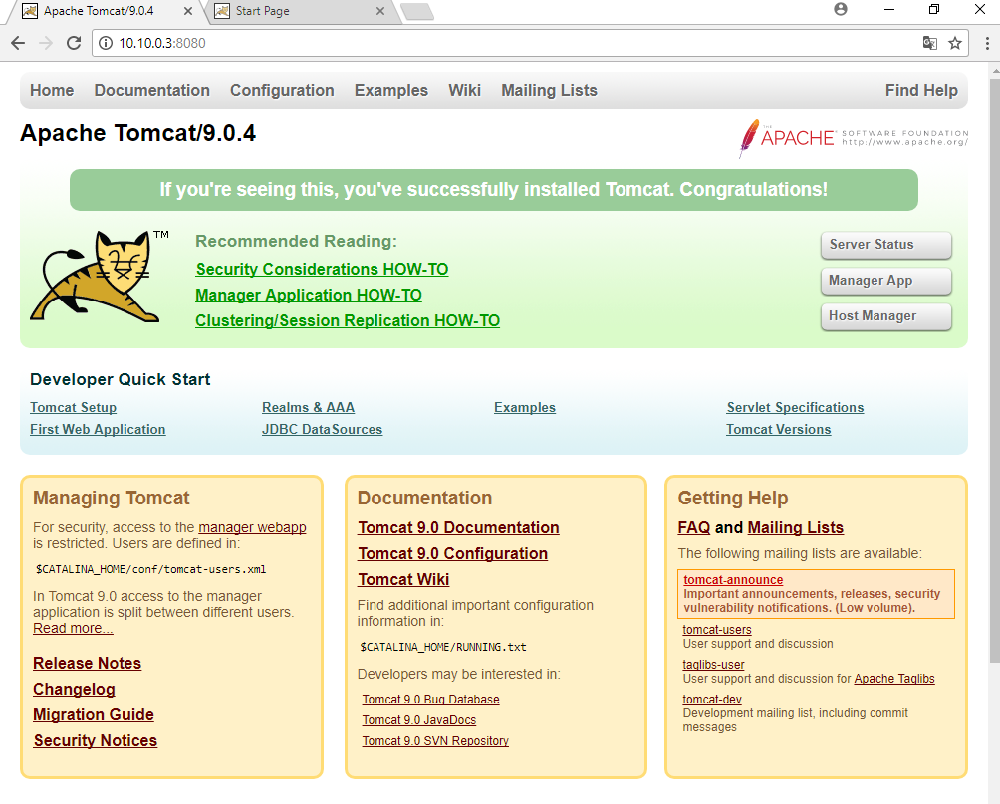 Apache Tomcat/9.0.4
Start Page
10.10.0.3:8080
Home Documentation Configuration Examples Wiki Mailing Lists Find Help
Apache Tomcat/9.0.4
THE APACHE® SOFTWARE FOUNDATION
http://www.apache.org/
If you're seeing this, you've successfully installed Tomcat. Congratulations!
TM
Recommended Reading:
Security Considerations HOW-TO
Manager Application HOW-TO
Clustering/Session Replication HOW-TO
Server Status
Manager App
Host Manager
Developer Quick Start
Tomcat Setup
First Web Application
Realms & AAA
JDBC DataSources
Examples
Servlet Specifications
Tomcat Versions
Managing Tomcat
For security, access to the manager webapp
is restricted. Users are defined in:
$CATALINA_HOME/conf/tomcat-users.xml
In Tomcat 9.0 access to the manager
application is split between different users.
Read more...
Release Notes
Changelog
Migration Guide
Security Notices
Documentation
Tomcat 9.0 Documentation
Tomcat 9.0 Configuration
Tomcat Wiki
Find additional important configuration
information in:
$CATALINA_HOME/RUNNING.txt
Developers may be interested in:
Tomcat 9.0 Bug Database
Tomcat 9.0 JavaDocs
Tomcat 9.0 SVN Repository
Getting Help
FAQ and Mailing Lists
The following mailing lists are available:
tomcat-announce
Important announcements, releases, security
vulnerability notifications. (Low volume).
tomcat-users
User support and discussion
taglibs-user
User support and discussion for Apache Taglibs
tomcat-dev
Development mailing list, including commit
messages